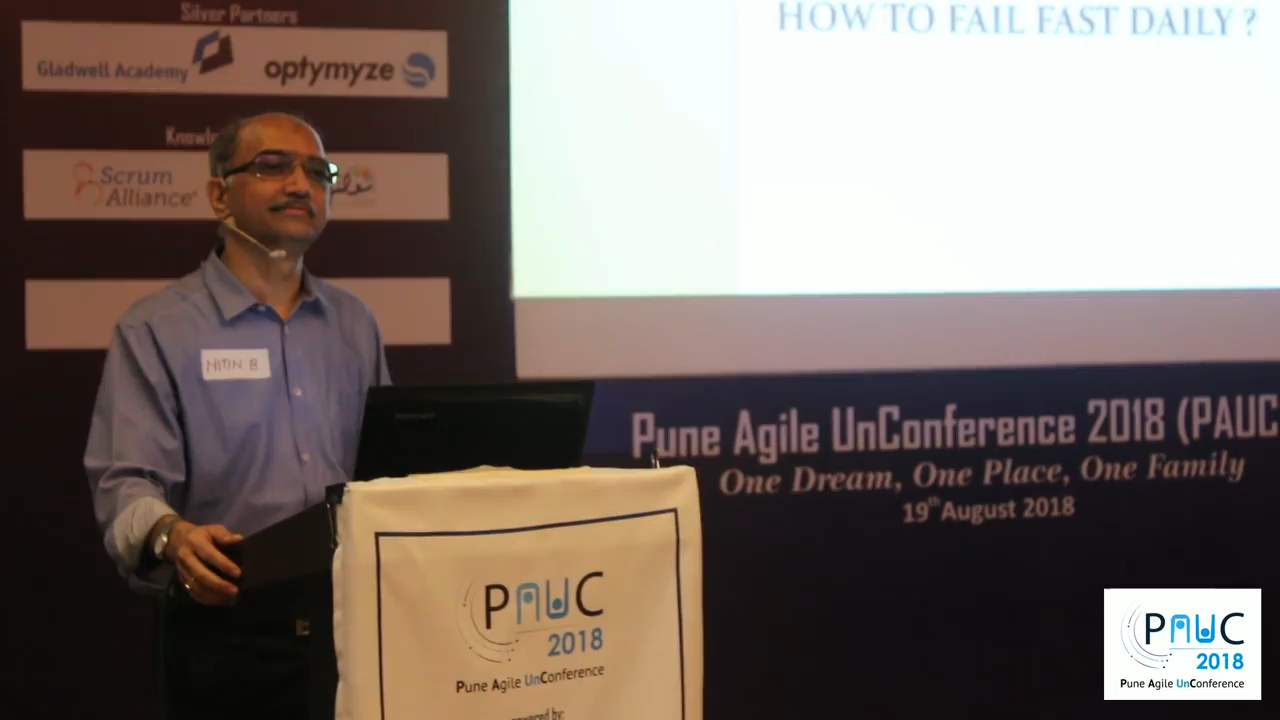 Silver Partners
Gladwell Academy
optymyze
HOW TO FAIL FAST DAILY ?
Scrum
Alliance
NITIN B
Pune Agile UnConference 2018 (PAUC
One Dream, One Place, One Family
19th August 2018
PAUC
2018
Pune Agile UnConference
PAUC
2018
Pune Agile UnConference